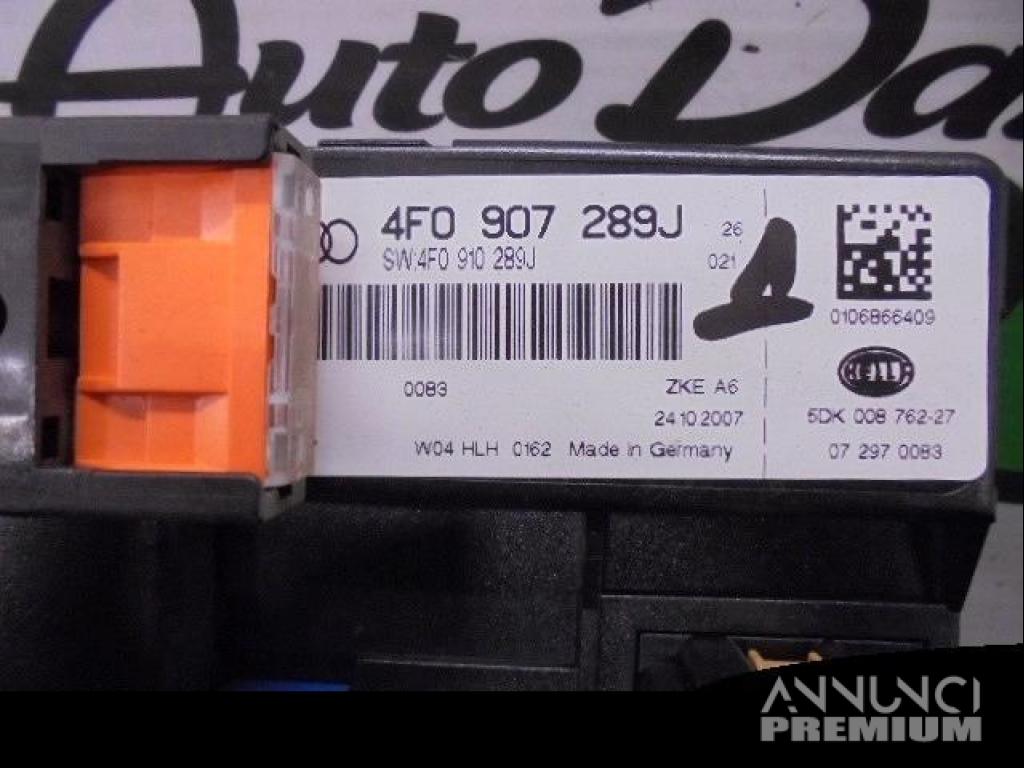 Auto Da
4F0 907 289J
26
SW:4F0 910 289J
021
0106866409
HELLA
0083
ZKE A6
24.10.2007
5DK 008 762-27
W04 HLH 0162 Made in Germany
07 297 0083
ANNUNCI
PREMIUM